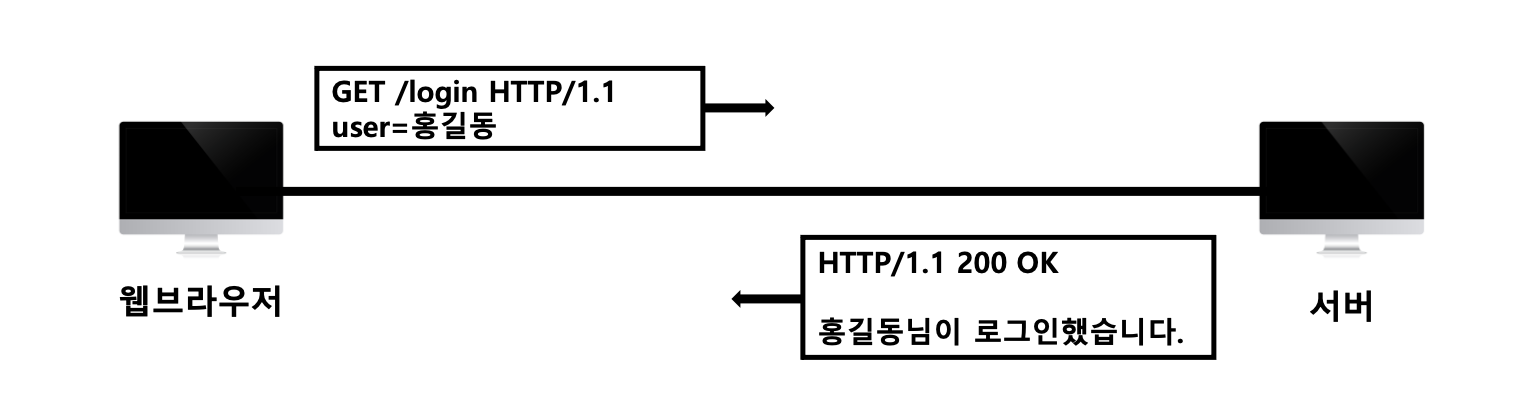 GET /login HTTP/1.1
user=홍길동
웹브라우저
HTTP/1.1 200 OK
홍길동님이 로그인했습니다.
서버